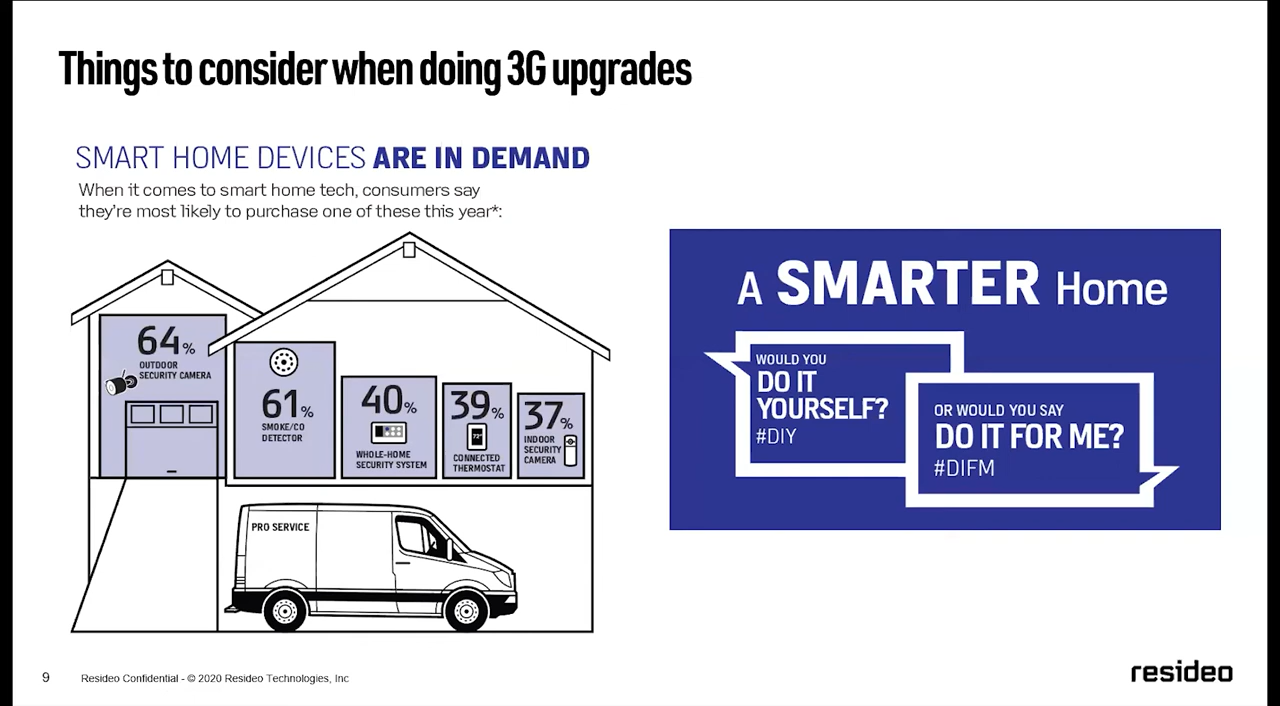 Things to consider when doing 3G upgrades
SMART HOME DEVICES ARE IN DEMAND
When it comes to smart home tech, consumers say
they're most likely to purchase one of these this year*:
64%
OUTDOOR
SECURITY CAMERA
61%
SMOKE/CO
DETECTOR
40%
WHOLE-HOME
SECURITY SYSTEM
39%
72°
CONNECTED
THERMOSTAT
37%
INDOOR
SECURITY
CAMERA
PRO SERVICE
A SMARTER Home
WOULD YOU
DO IT
YOURSELF?
#DIY
OR WOULD YOU SAY
DO IT FOR ME?
#DIFM
9
Resideo Confidential - © 2020 Resideo Technologies, Inc
resideo